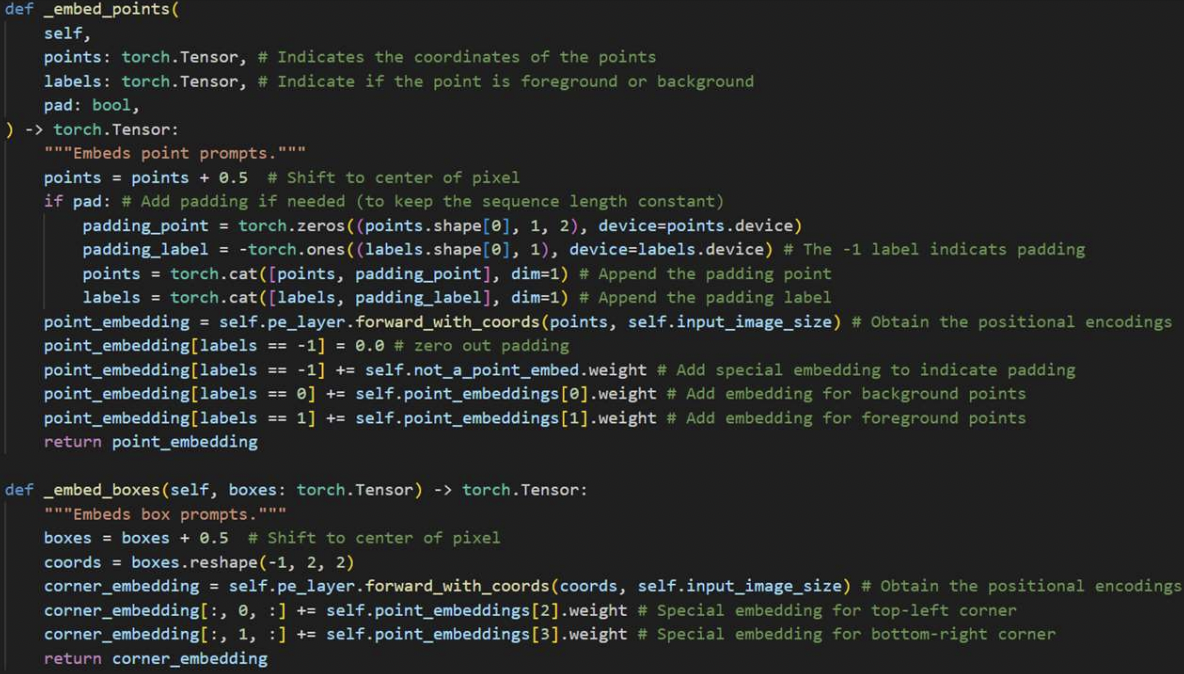 def _embed_points(
    self,
    points: torch.Tensor, # Indicates the coordinates of the points
    labels: torch.Tensor, # Indicate if the point is foreground or background
    pad: bool,
) -> torch.Tensor:
    """Embeds point prompts."""
    points = points + 0.5  # Shift to center of pixel
    if pad: # Add padding if needed (to keep the sequence length constant)
        padding_point = torch.zeros((points.shape[0], 1, 2), device=points.device)
        padding_label = -torch.ones((labels.shape[0], 1), device=labels.device) # The -1 label indicats padding
        points = torch.cat([points, padding_point], dim=1) # Append the padding point
        labels = torch.cat([labels, padding_label], dim=1) # Append the padding label
    point_embedding = self.pe_layer.forward_with_coords(points, self.input_image_size) # Obtain the positional encodings
    point_embedding[labels == -1] = 0.0 # zero out padding
    point_embedding[labels == -1] += self.not_a_point_embed.weight # Add special embedding to indicate padding
    point_embedding[labels == 0] += self.point_embeddings[0].weight # Add embedding for background points
    point_embedding[labels == 1] += self.point_embeddings[1].weight # Add embedding for foreground points
    return point_embedding

def _embed_boxes(self, boxes: torch.Tensor) -> torch.Tensor:
    """Embeds box prompts."""
    boxes = boxes + 0.5  # Shift to center of pixel
    coords = boxes.reshape(-1, 2, 2)
    corner_embedding = self.pe_layer.forward_with_coords(coords, self.input_image_size) # Obtain the positional encodings
    corner_embedding[:, 0, :] += self.point_embeddings[2].weight # Special embedding for top-left corner
    corner_embedding[:, 1, :] += self.point_embeddings[3].weight # Special embedding for bottom-right corner
    return corner_embedding